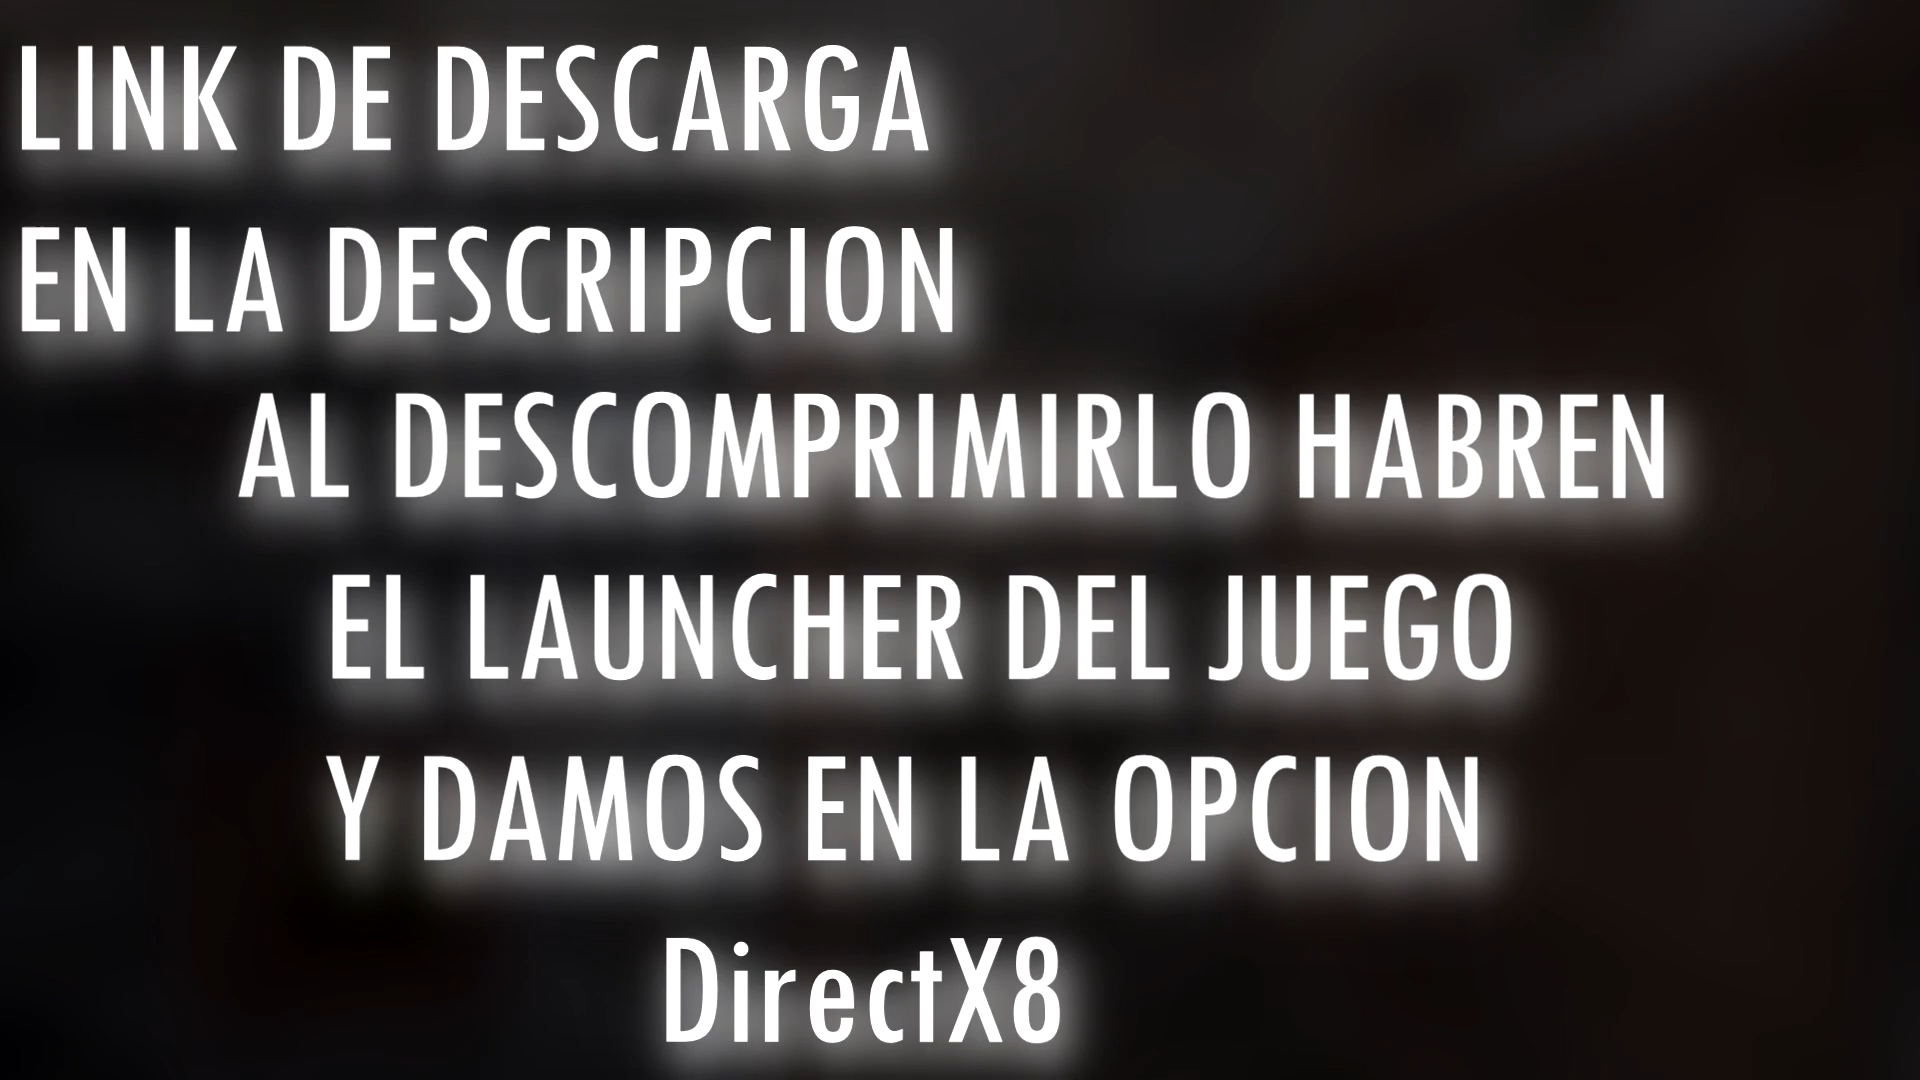 LINK DE DESCARGA
EN LA DESCRIPCION
AL DESCOMPRIMIRLO HABREN
EL LAUNCHER DEL JUEGO
Y DAMOS EN LA OPCION
DirectX8